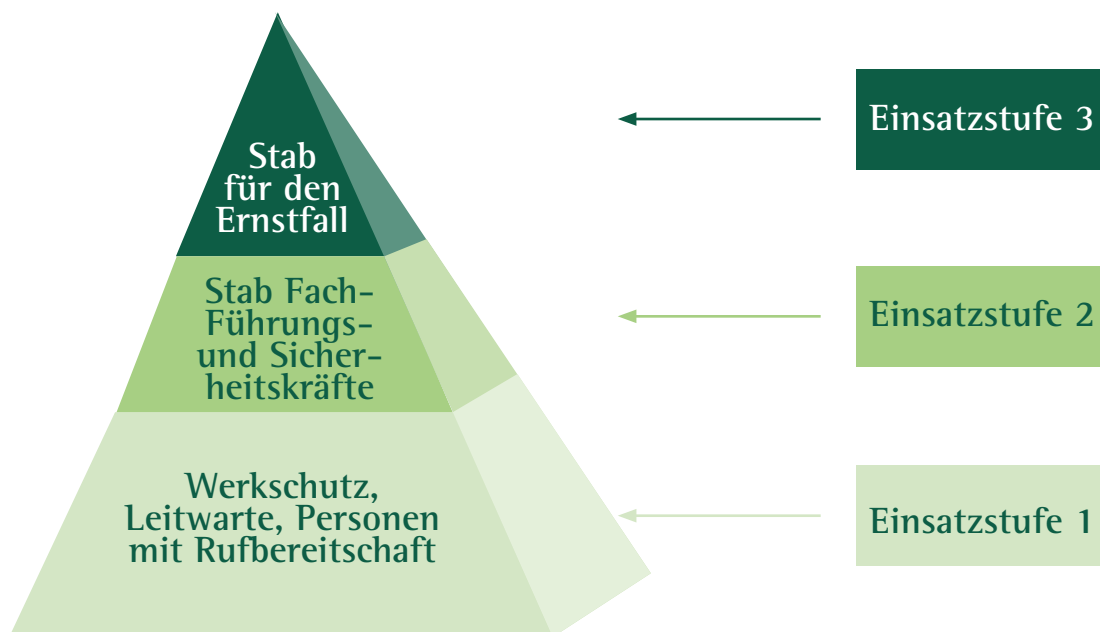 Stab
für den
Ernstfall
Einsatzstufe 3
Stab Fach-
Führungs-
und Sicher-
heitskräfte
Einsatzstufe 2
Werkschutz,
Leitwarte, Personen
mit Rufbereitschaft
Einsatzstufe 1